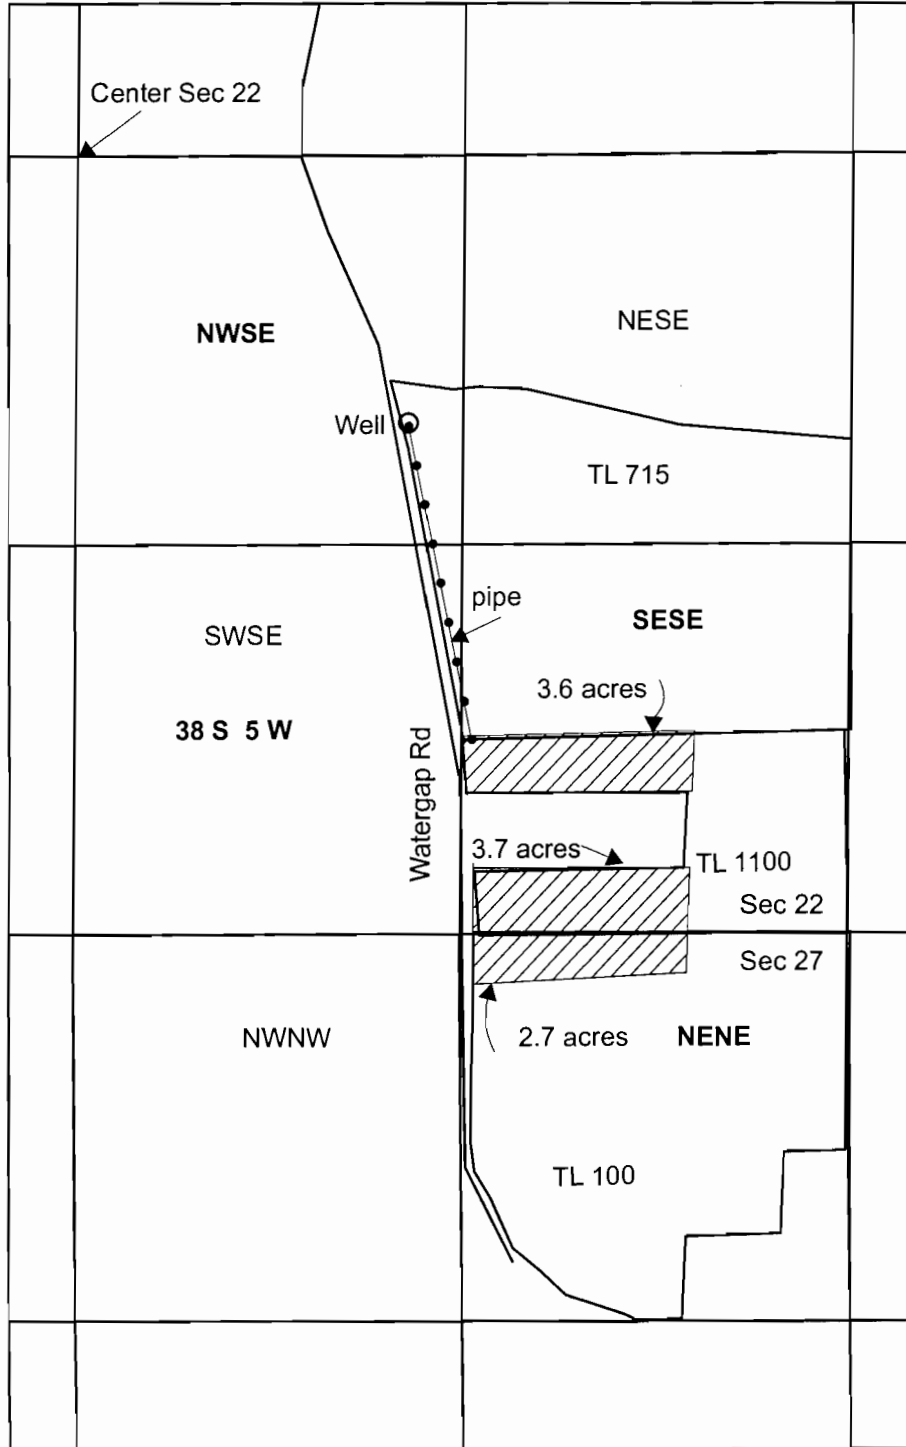 Center Sec 22
NWSE
NESE
Well
TL 715
pipe
SWSE
SESE
3.6 acres
38 S 5 W
Watergap Rd
3.7 acres
TL 1100
Sec 22
Sec 27
NWNW
2.7 acres
NENE
TL 100